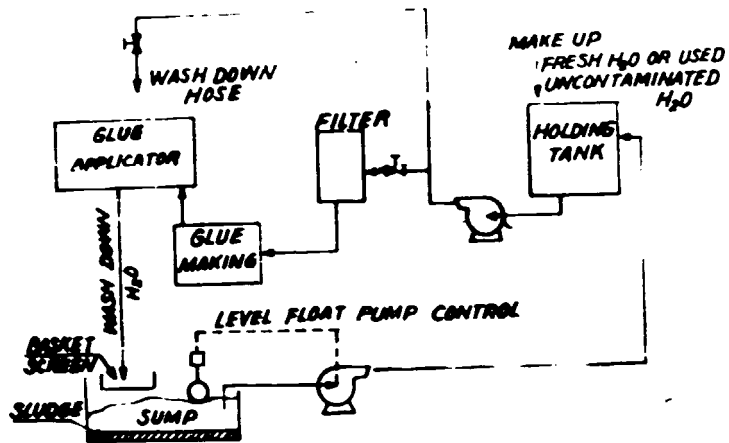 MAKE UP
FRESH H2O OR USED
UNCONTAMINATED
H2O
WASH DOWN
HOSE
GLUE
APPLICATOR
FILTER
HOLDING
TANK
GLUE
MAKING
WASH DOWN
H2O
LEVEL FLOAT PUMP CONTROL
BASKET
SCREEN
SLUDGE
SUMP